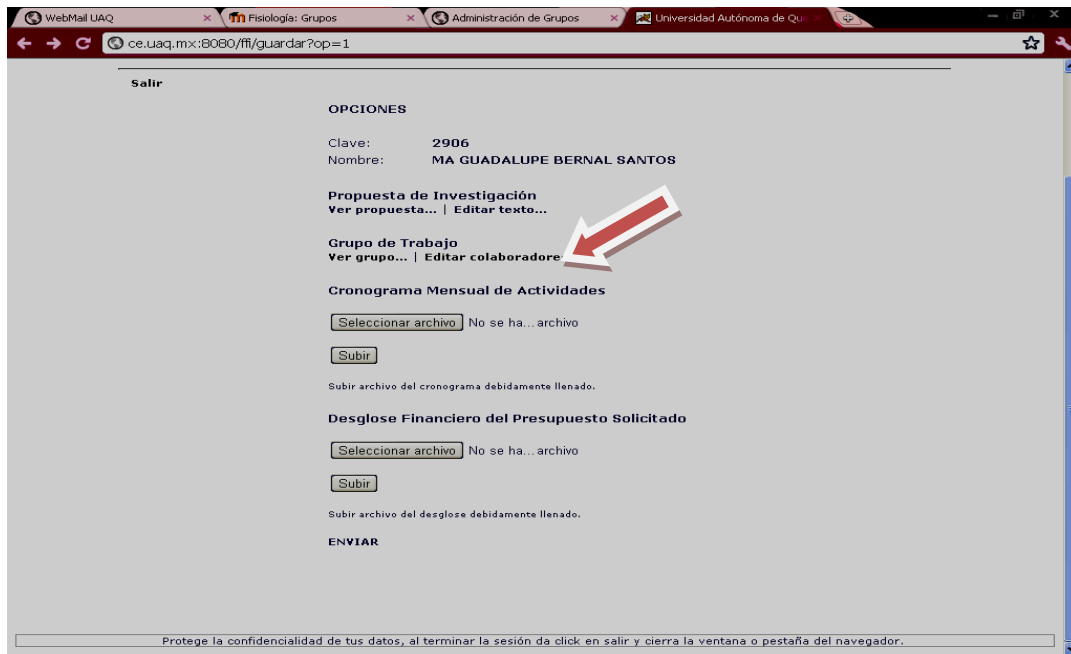 WebMail UAQ
Fisiología: Grupos
Administración de Grupos
Universidad Autónoma de Qu
ce.uaq.mx:8080/ffi/guardar?op=1
Salir
OPCIONES
Clave: 2906
Nombre: MA GUADALUPE BERNAL SANTOS
Propuesta de Investigación
Ver propuesta... | Editar texto...
Grupo de Trabajo
Ver grupo... | Editar colaboradore
Cronograma Mensual de Actividades
Seleccionar archivo No se ha... archivo
Subir
Subir archivo del cronograma debidamente llenado.
Desglose Financiero del Presupuesto Solicitado
Seleccionar archivo No se ha... archivo
Subir
Subir archivo del desglose debidamente llenado.
ENVIAR
Protege la confidencialidad de tus datos, al terminar la sesión da click en salir y cierra la ventana o pestaña del navegador.